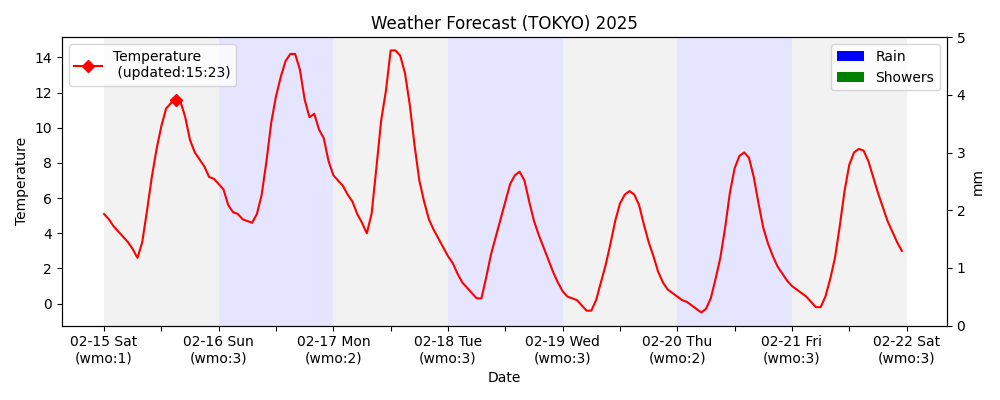 Weather Forecast (TOKYO) 2025
Temperature
(updated:15:23)
Rain
Showers
Temperature
14
12
10
8
6
4
2
0
5
4
3
2
1
0
mm
02-15 Sat
(wmo:1)
02-16 Sun
(wmo:3)
02-17 Mon
(wmo:2)
02-18 Tue
(wmo:3)
02-19 Wed
(wmo:3)
02-20 Thu
(wmo:2)
02-21 Fri
(wmo:3)
02-22 Sat
(wmo:3)
Date